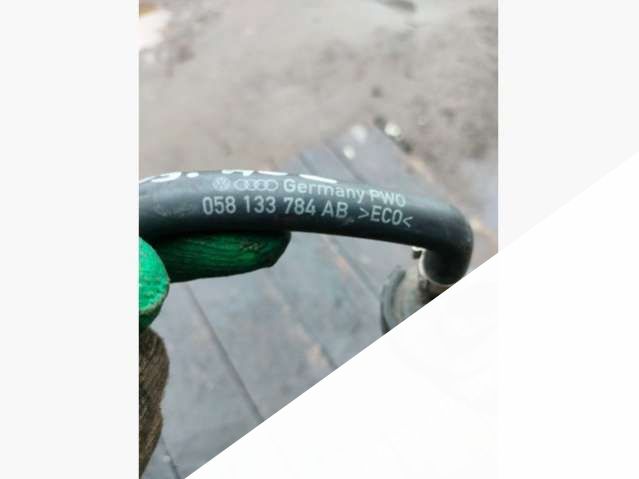 Germany PWO
058 133 784 AB >ECO<